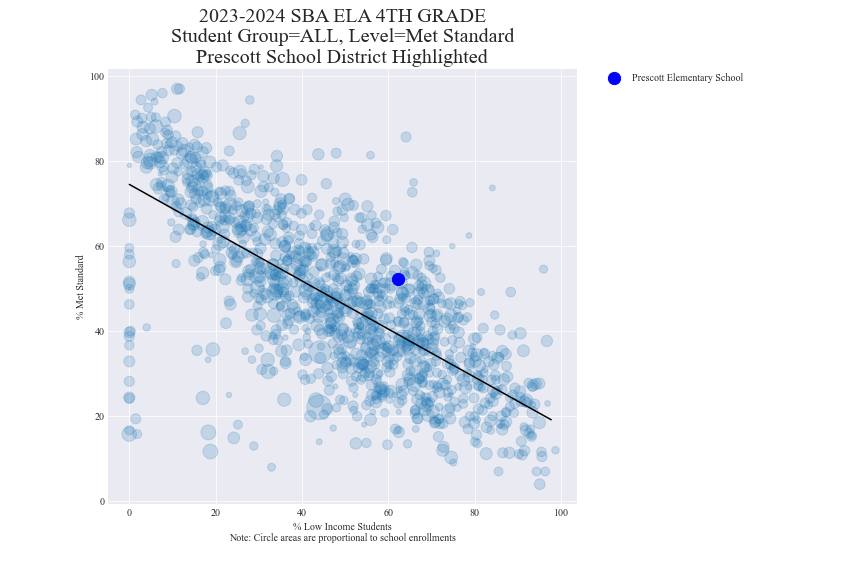 2023-2024 SBA ELA 4TH GRADE
Student Group=ALL, Level=Met Standard
Prescott School District Highlighted
Prescott Elementary School
100
80
60
40
20
0
% Met Standard
0 20 40 60 80 100
% Low Income Students
Note: Circle areas are proportional to school enrollments